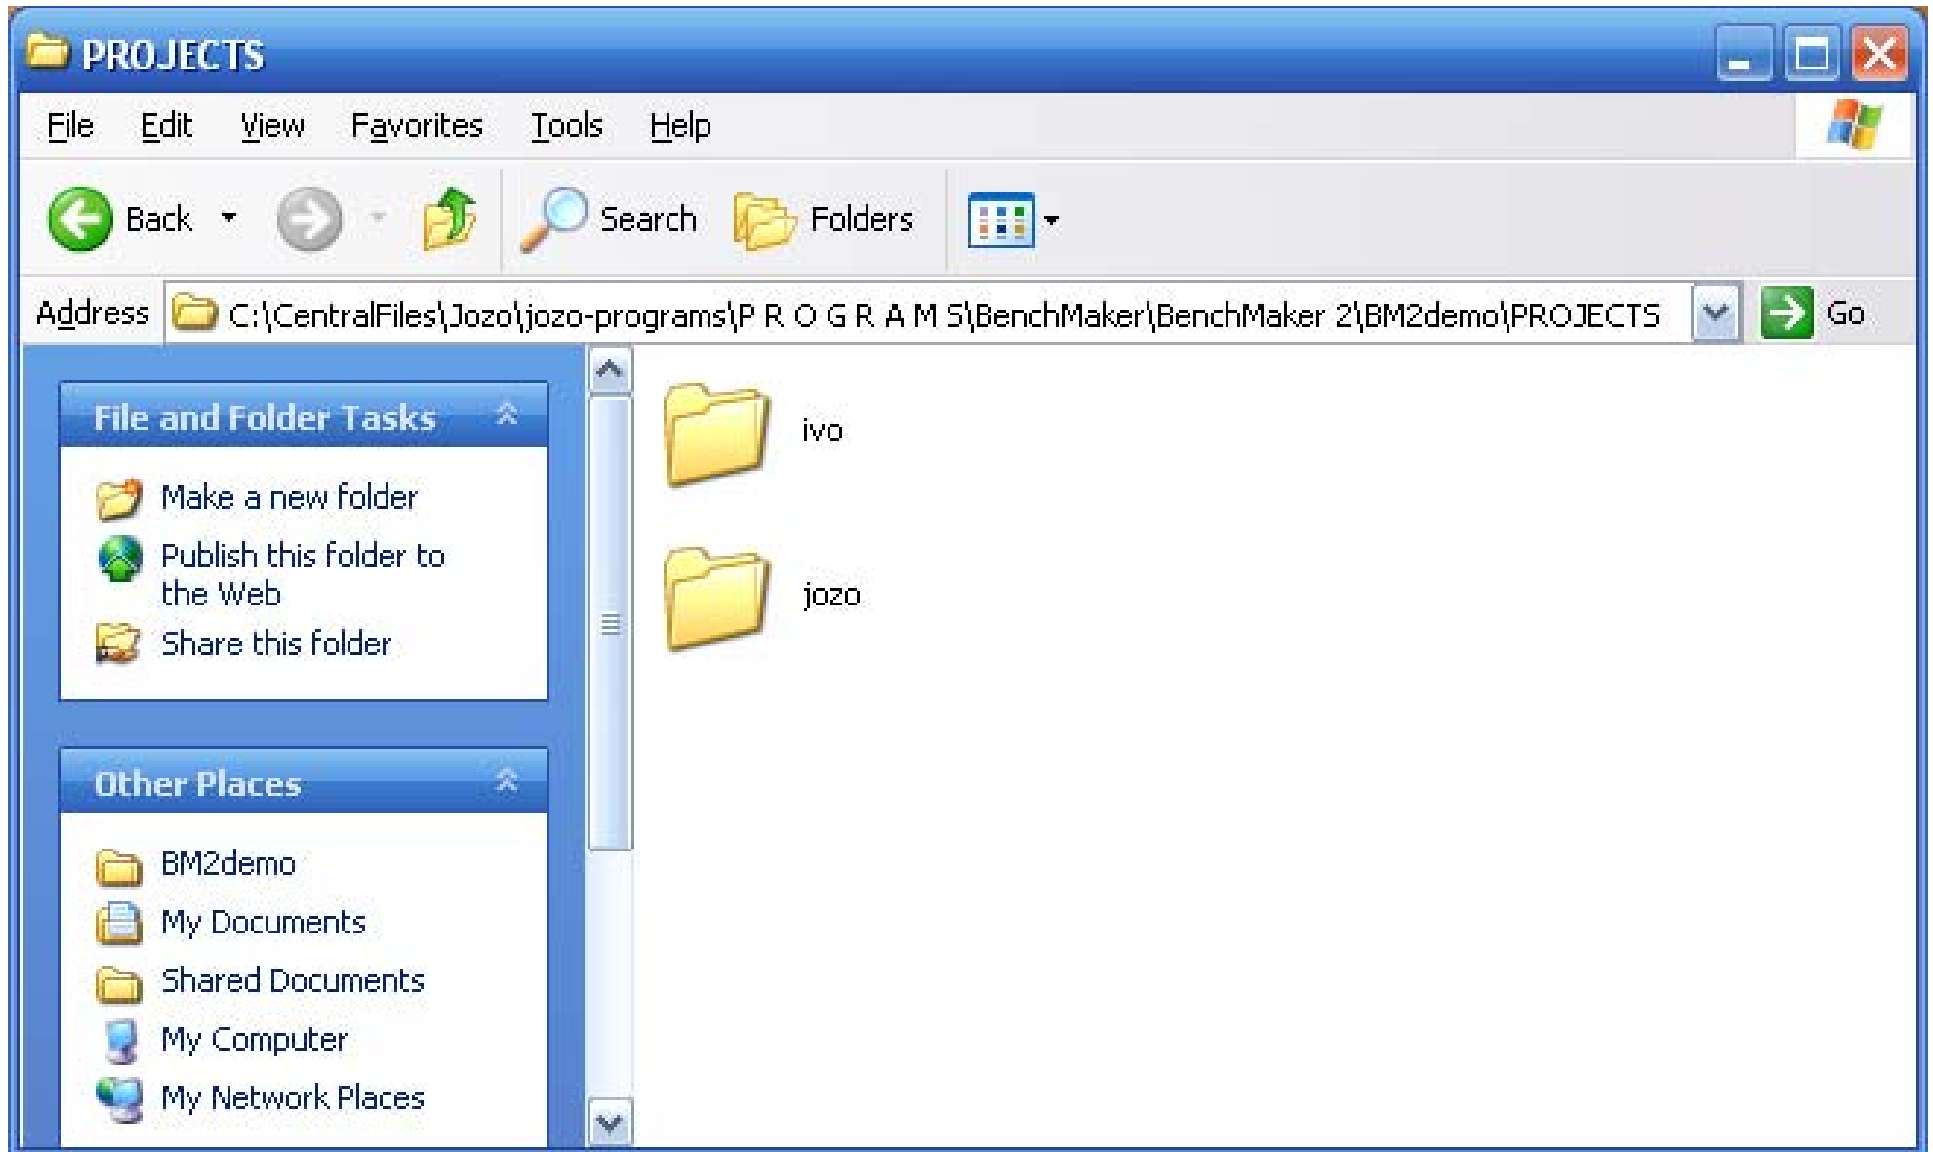 PROJECTS
File Edit View Favorites Tools Help
Back Search Folders
Address C:\CentralFiles\Jozo\jozo-programs\P R O G R A M S\BenchMaker\BenchMaker 2\BM2demo\PROJECTS Go
File and Folder Tasks
Make a new folder
Publish this folder to
the Web
Share this folder
Other Places
BM2demo
My Documents
Shared Documents
My Computer
My Network Places
ivo
jozo